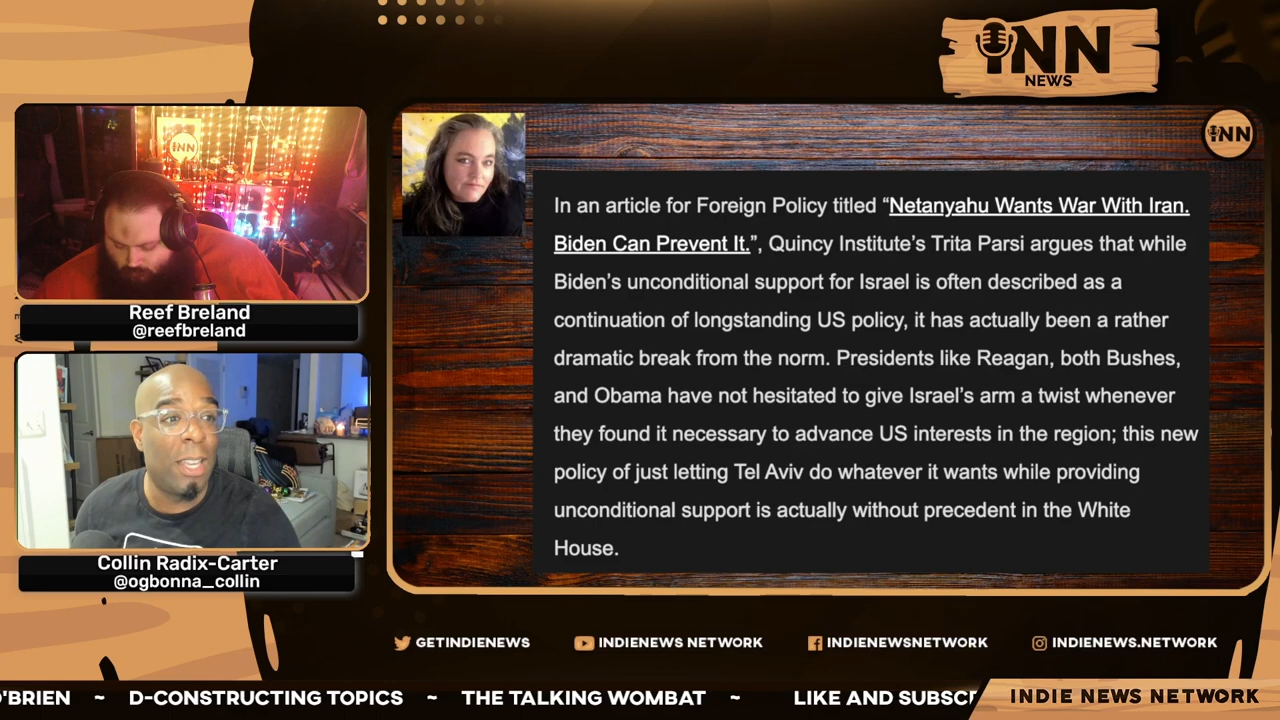 iNN
NEWS
iNN
iNN
In an article for Foreign Policy titled “Netanyahu Wants War With Iran.
Biden Can Prevent It.”, Quincy Institute’s Trita Parsi argues that while
Biden’s unconditional support for Israel is often described as a
continuation of longstanding US policy, it has actually been a rather
dramatic break from the norm. Presidents like Reagan, both Bushes,
and Obama have not hesitated to give Israel’s arm a twist whenever
they found it necessary to advance US interests in the region; this new
policy of just letting Tel Aviv do whatever it wants while providing
unconditional support is actually without precedent in the White
House.
Reef Breland
@reefbreland
Collin Radix-Carter
@ogbonna_collin
GETINDIENEWS
INDIENEWS NETWORK
INDIENEWSNETWORK
INDIENEWS.NETWORK
O'BRIEN ~ D-CONSTRUCTING TOPICS ~ THE TALKING WOMBAT ~ LIKE AND SUBSC
INDIE NEWS NETWORK